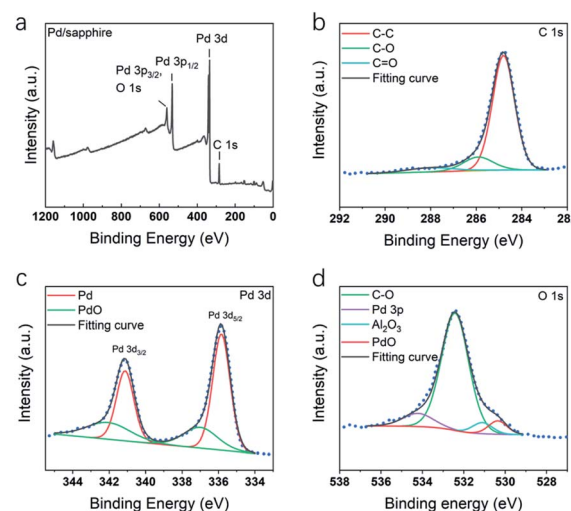 a
Pd/sapphire
Pd 3d
Pd 3p1/2
Pd 3p3/2,
O 1s
C 1s
Intensity (a.u.)
1200 1000 800 600 400 200 0
Binding Energy (eV)
b
C-C
C-O
C=O
Fitting curve
C 1s
Intensity (a.u.)
292 290 288 286 284 28
Binding Energy (eV)
c
Pd
PdO
Fitting curve
Pd 3d
Pd 3d3/2
Pd 3d5/2
Intensity (a.u.)
344 342 340 338 336 334
Binding Energy (eV)
d
C-O
Pd 3p
Al2O3
PdO
Fitting curve
O 1s
Intensity (a.u.)
538 536 534 532 530 528
Binding energy (eV)